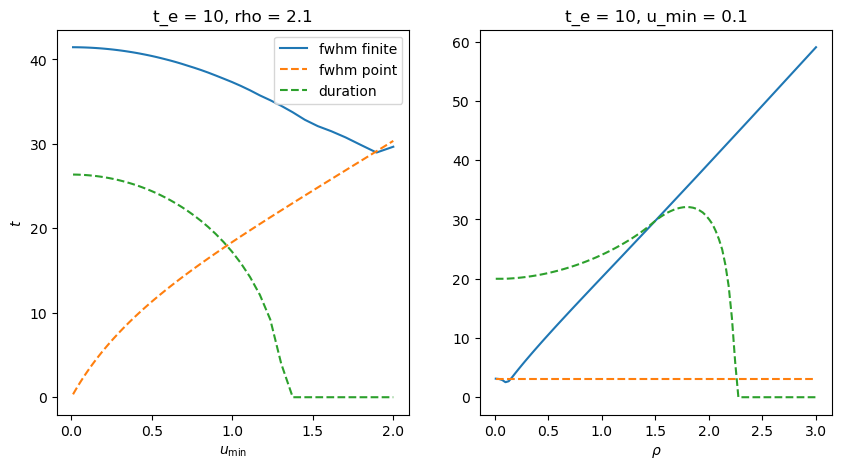 t_e = 10, rho = 2.1
t
40
30
20
10
0
fwhm finite
fwhm point
duration
0.0 0.5 1.0 1.5 2.0
u_min
t_e = 10, u_min = 0.1
60
50
40
30
20
10
0
0.0 0.5 1.0 1.5 2.0 2.5 3.0
ρ